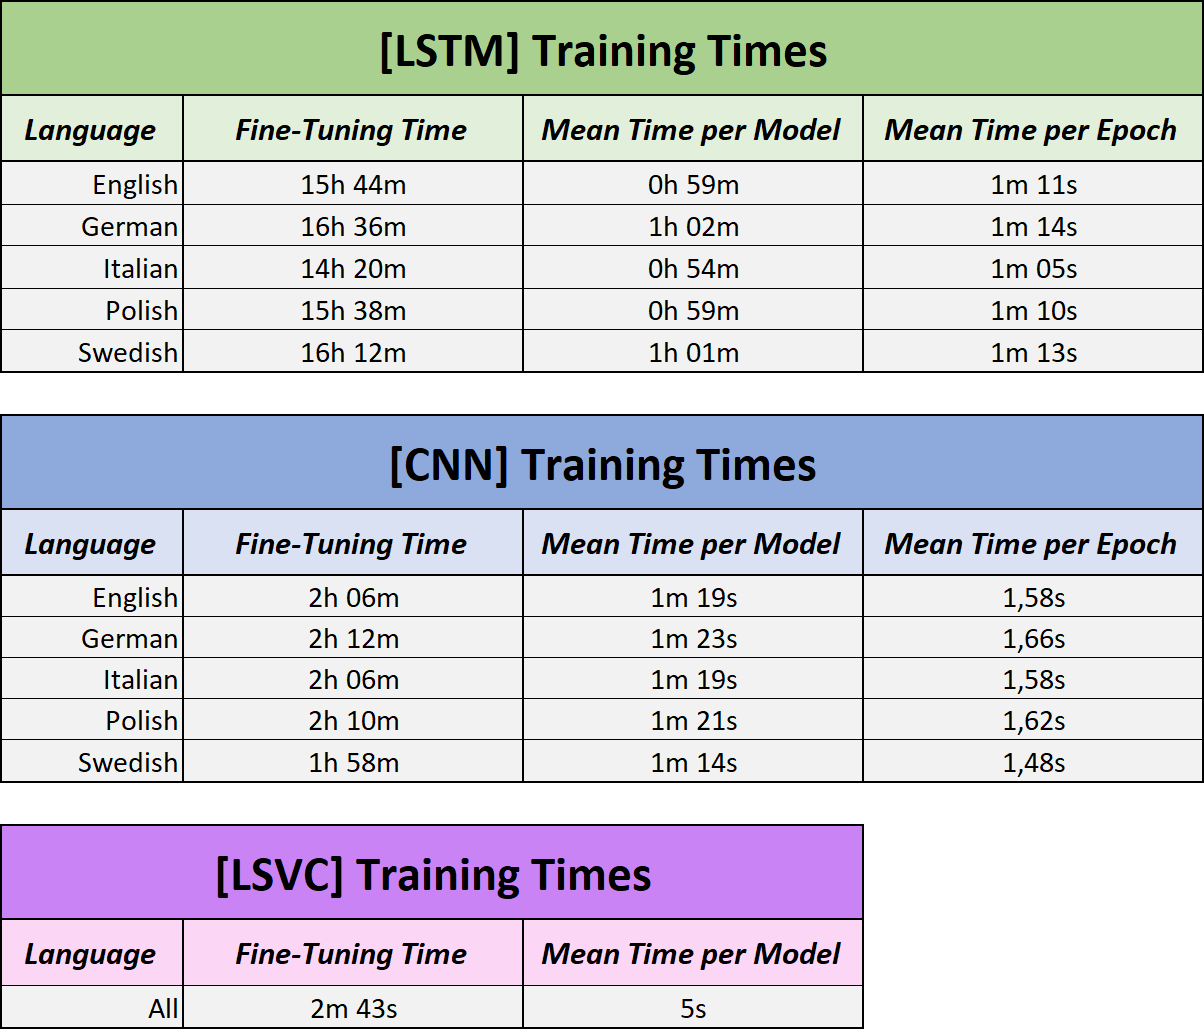 [LSTM] Training Times
Language Fine-Tuning Time Mean Time per Model Mean Time per Epoch
English 15h 44m 0h 59m 1m 11s
German 16h 36m 1h 02m 1m 14s
Italian 14h 20m 0h 54m 1m 05s
Polish 15h 38m 0h 59m 1m 10s
Swedish 16h 12m 1h 01m 1m 13s
[CNN] Training Times
Language Fine-Tuning Time Mean Time per Model Mean Time per Epoch
English 2h 06m 1m 19s 1,58s
German 2h 12m 1m 23s 1,66s
Italian 2h 06m 1m 19s 1,58s
Polish 2h 10m 1m 21s 1,62s
Swedish 1h 58m 1m 14s 1,48s
[LSVC] Training Times
Language Fine-Tuning Time Mean Time per Model
All 2m 43s 5s